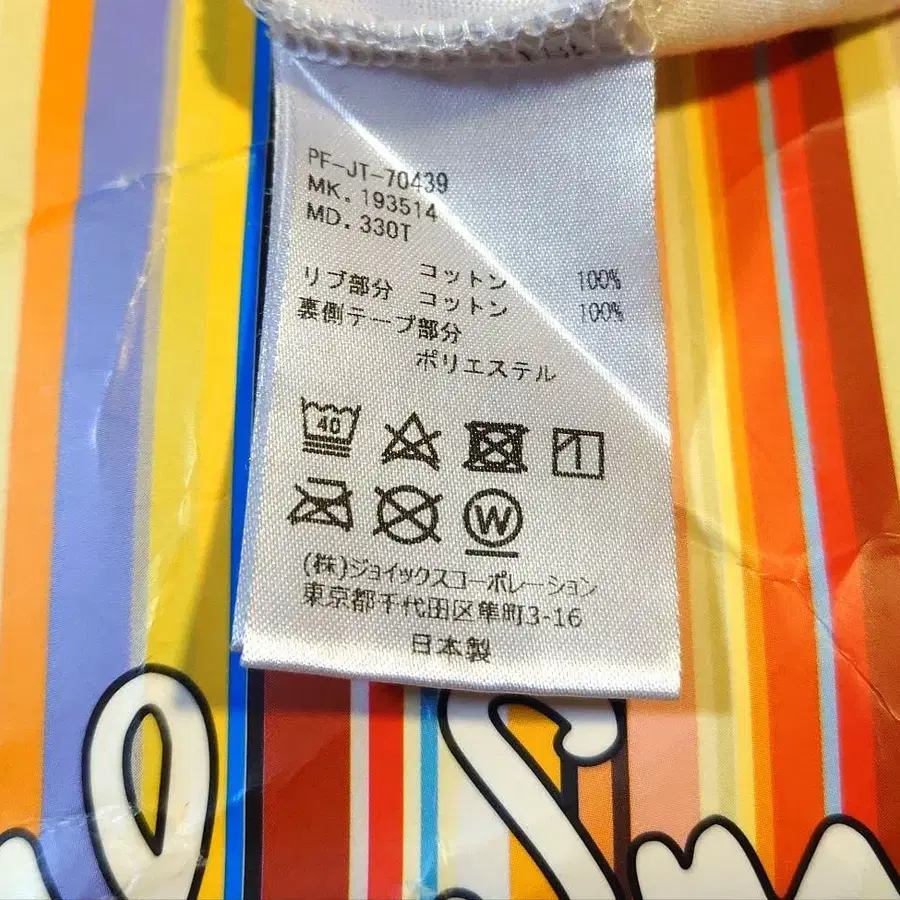 PF-JT-70439
MK. 193514
MD. 330T
コットン 100%
リブ部分 コットン 100%
裏側テープ部分
ポリエステル
40
W
(株)ジョイックスコーポレーション
東京都千代田区隼町3-16
日本製